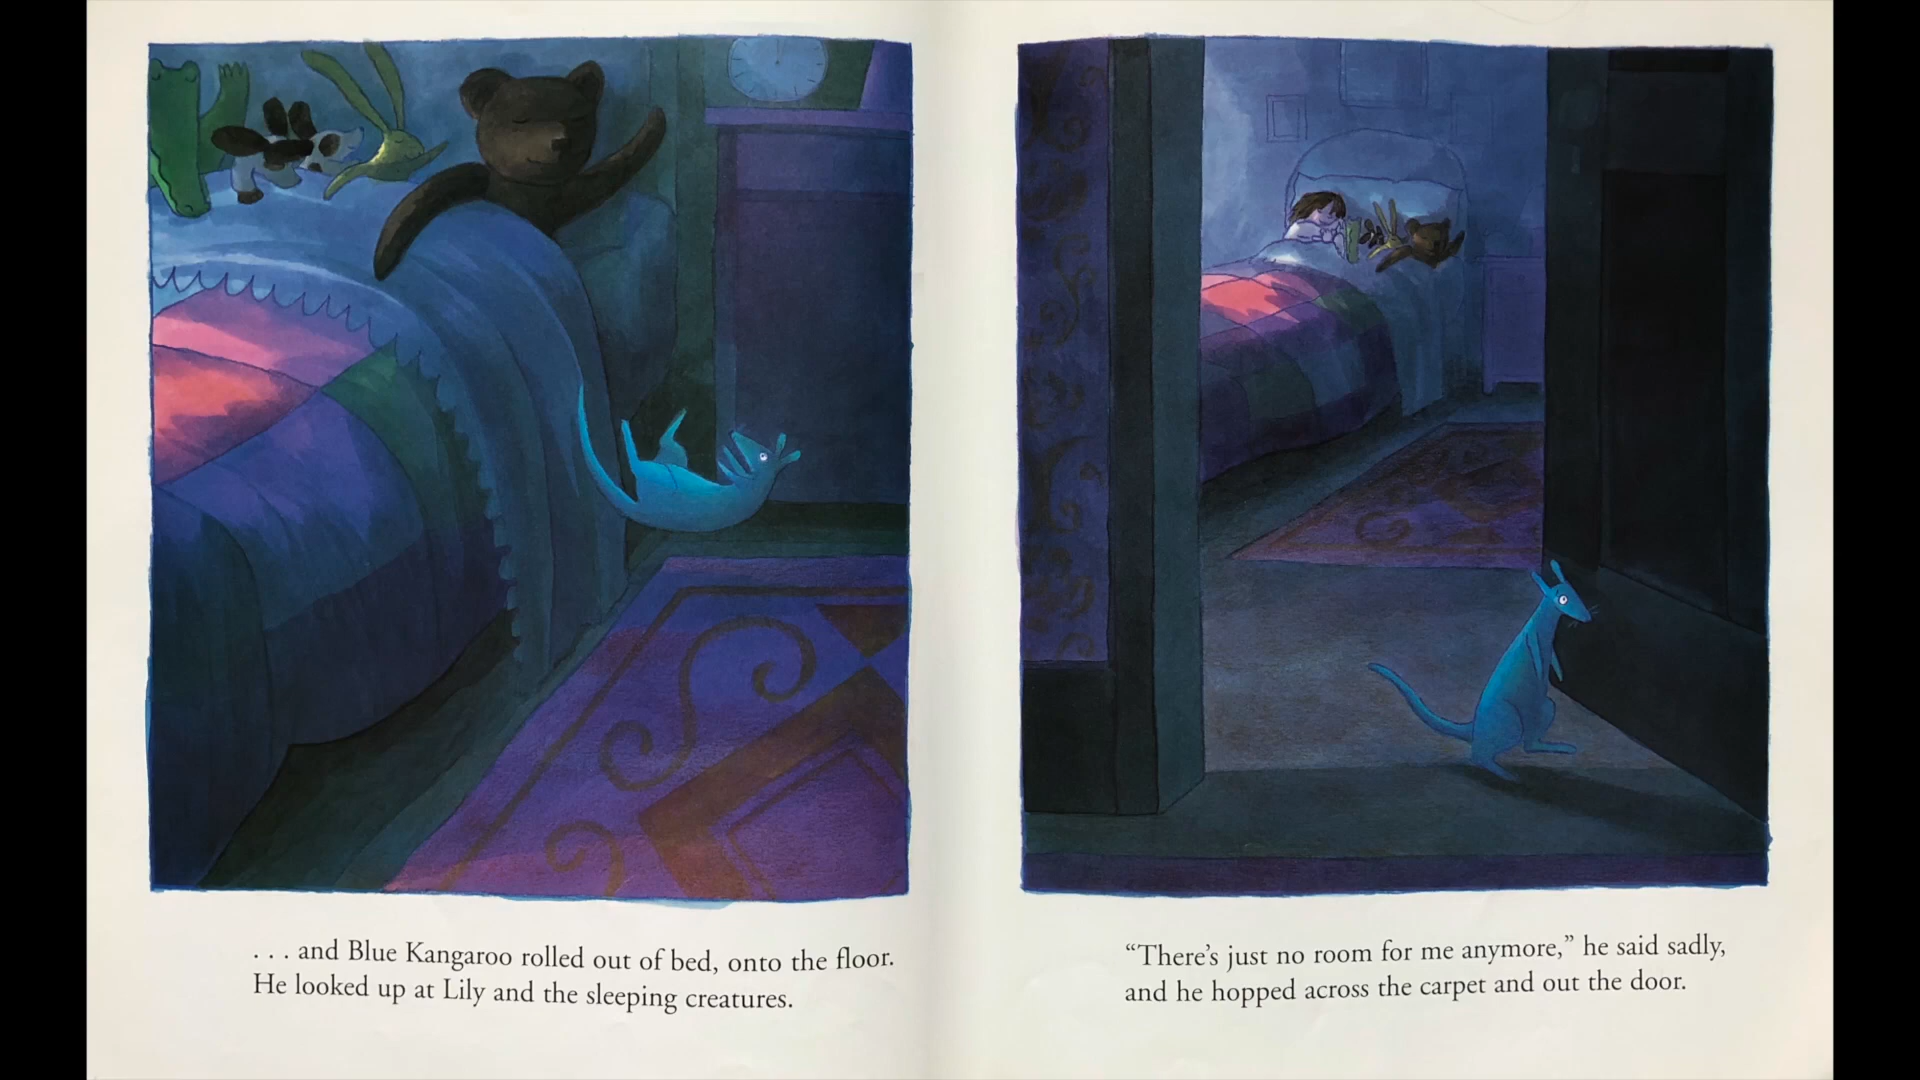 . . . and Blue Kangaroo rolled out of bed, onto the floor.
He looked up at Lily and the sleeping creatures.
“There’s just no room for me anymore,” he said sadly,
and he hopped across the carpet and out the door.